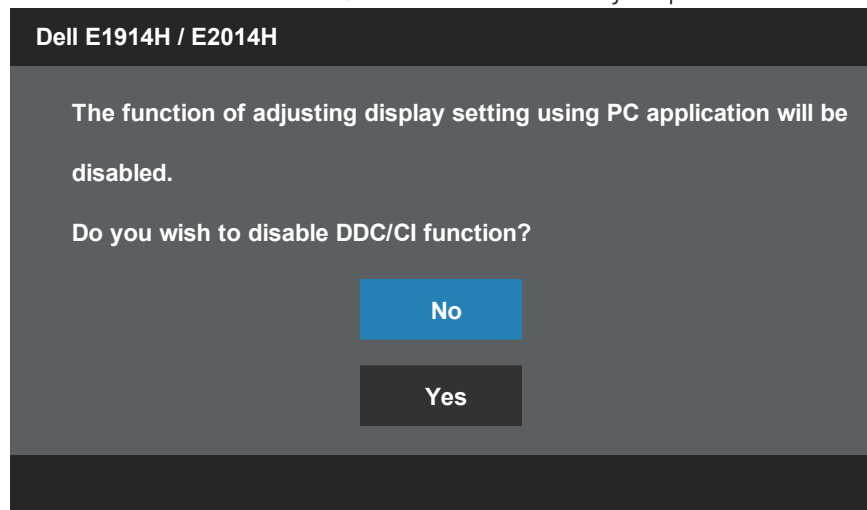 Dell E1914H / E2014H
The function of adjusting display setting using PC application will be
disabled.
Do you wish to disable DDC/CI function?
No
Yes